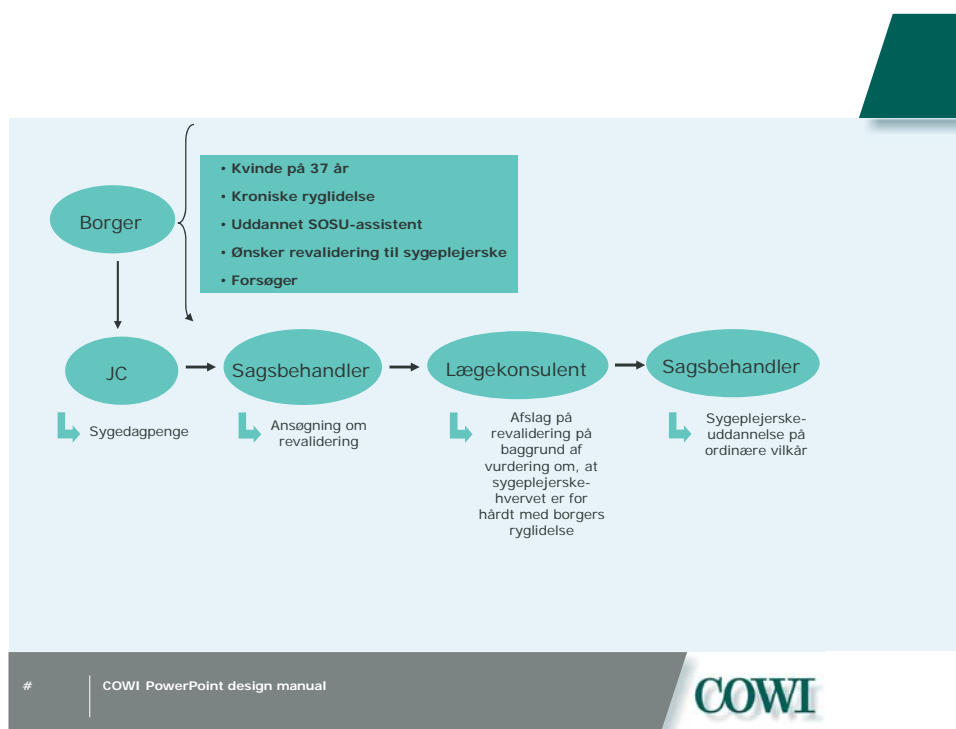 Borger
• Kvinde på 37 år
• Kroniske ryglidelse
• Uddannet SOSU-assistent
• Ønsker revalidering til sygeplejerske
• Forsøger
JC
Sagsbehandler
Lægekonsulent
Sagsbehandler
Sygedagpenge
Ansøgning om
revalidering
Afslag på
revalidering på
baggrund af
vurdering om, at
sygeplejerske-
hvervet er for
hårdt med borgers
ryglidelse
Sygeplejerske-
uddannelse på
ordinære vilkår
#
COWI PowerPoint design manual
COWI